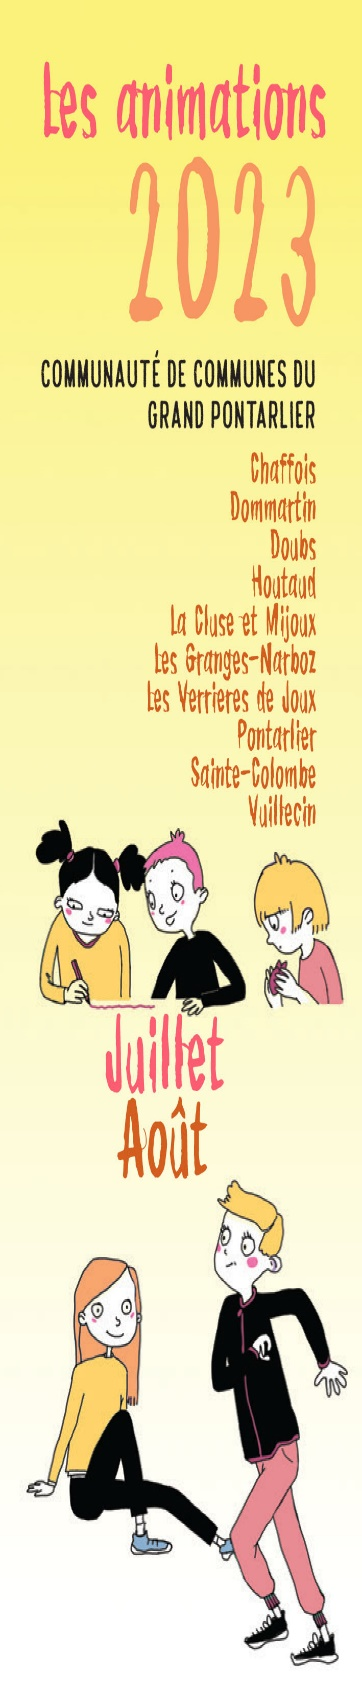 Les animations
2023
COMMUNAUTÉ DE COMMUNES DU
GRAND PONTARLIER
Chaffois
Dommartin
Doubs
Houtaud
La Cluse et Mijoux
Les Granges-Narboz
Les Verrieres de Joux
Pontarlier
Sainte-Colombe
Vuillecin
Juillet
Août